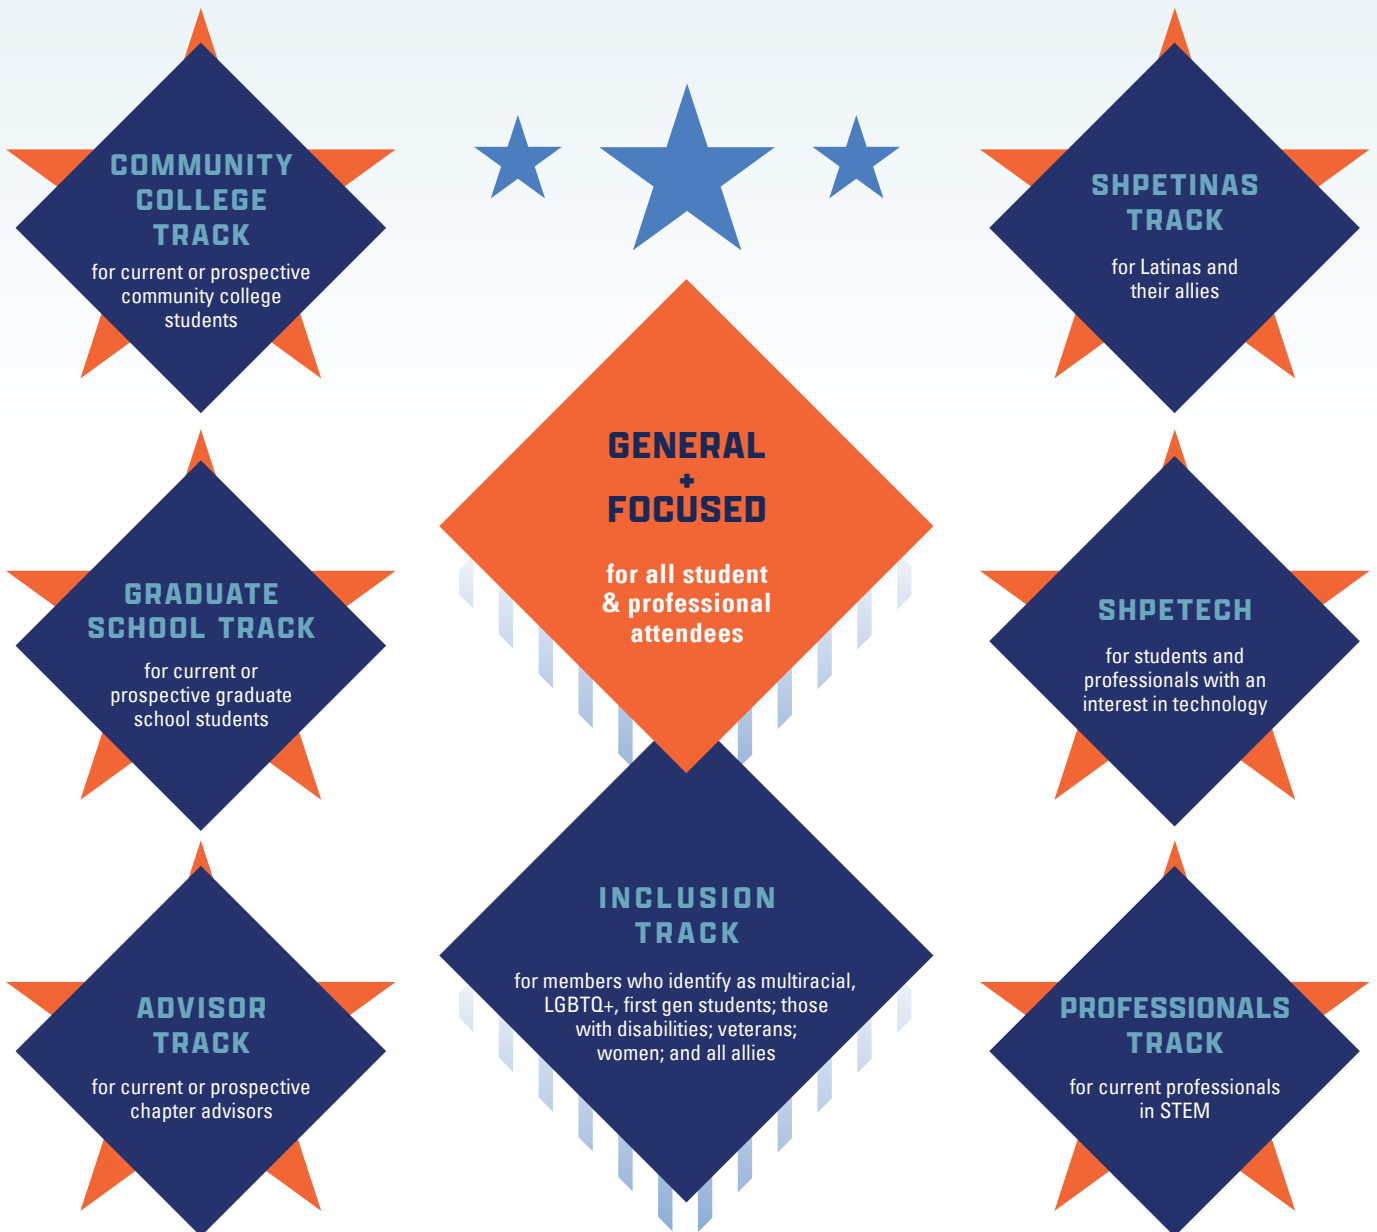 COMMUNITY
COLLEGE
TRACK
for current or prospective
community college
students
GRADUATE
SCHOOL TRACK
for current or
prospective graduate
school students
ADVISOR
TRACK
for current or prospective
chapter advisors
GENERAL
+
FOCUSED
for all student
& professional
attendees
INCLUSION
TRACK
for members who identify as multiracial,
LGBTQ+, first gen students; those
with disabilities; veterans;
women; and all allies
SHPETINAS
TRACK
for Latinas and
their allies
SHPETECH
for students and
professionals with an
interest in technology
PROFESSIONALS
TRACK
for current professionals
in STEM